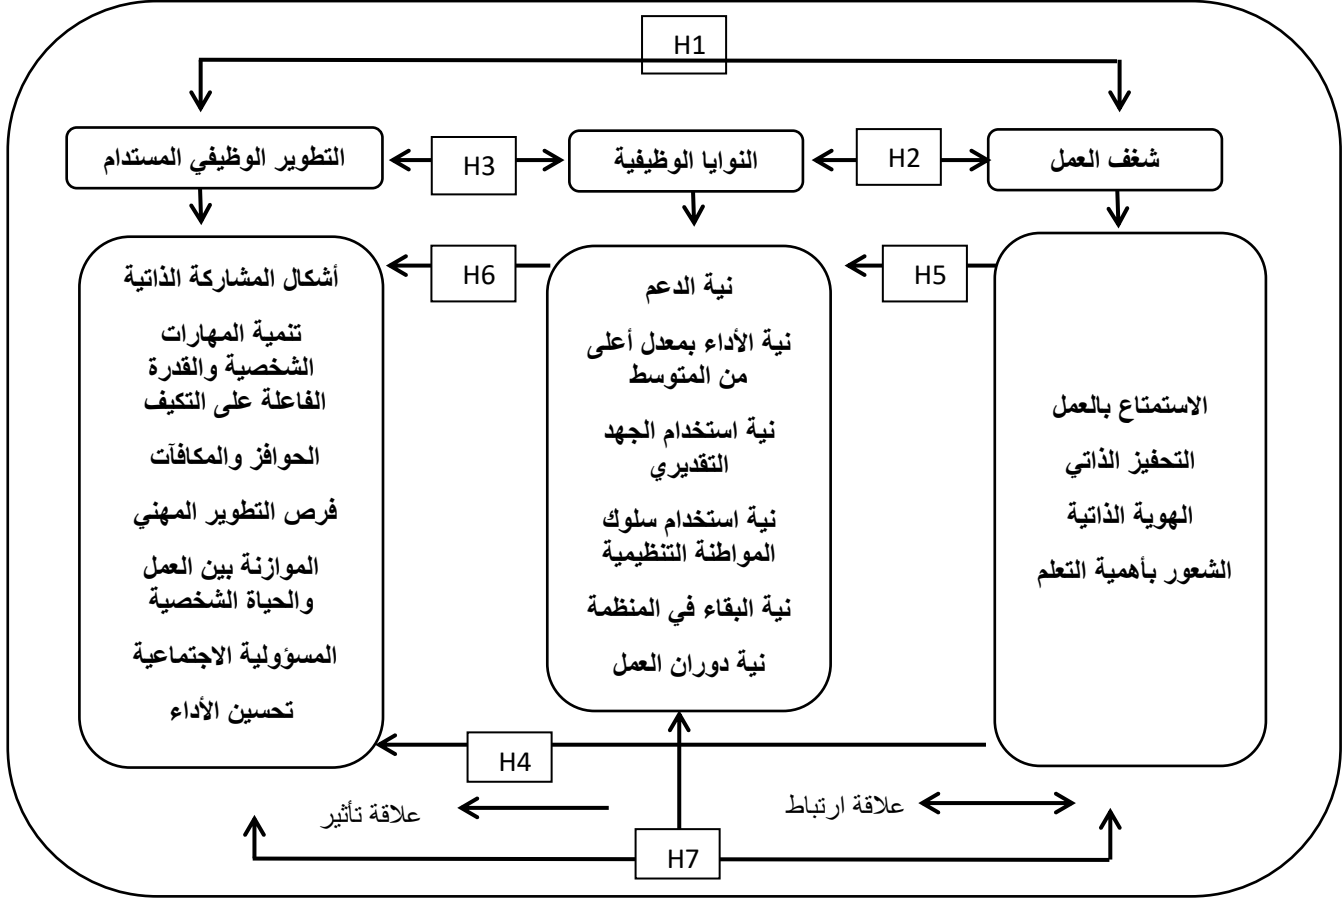 H1
شغف العمل
H2
النوايا الوظيفية
H3
التطوير الوظيفي المستدام
الاستمتاع بالعمل
التحفيز الذاتي
الهوية الذاتية
الشعور بأهمية التعلم
H5
نية الدعم
نية الأداء بمعدل أعلى
من المتوسط
نية استخدام الجهد
التقديري
نية استخدام سلوك
المواطنة التنظيمية
نية البقاء في المنظمة
نية دوران العمل
H6
أشكال المشاركة الذاتية
تنمية المهارات
الشخصية والقدرة
الفاعلة على التكيف
الحوافز والمكافآت
فرص التطوير المهني
الموازنة بين العمل
والحياة الشخصية
المسؤولية الاجتماعية
تحسين الأداء
H4
علاقة ارتباط
علاقة تأثير
H7